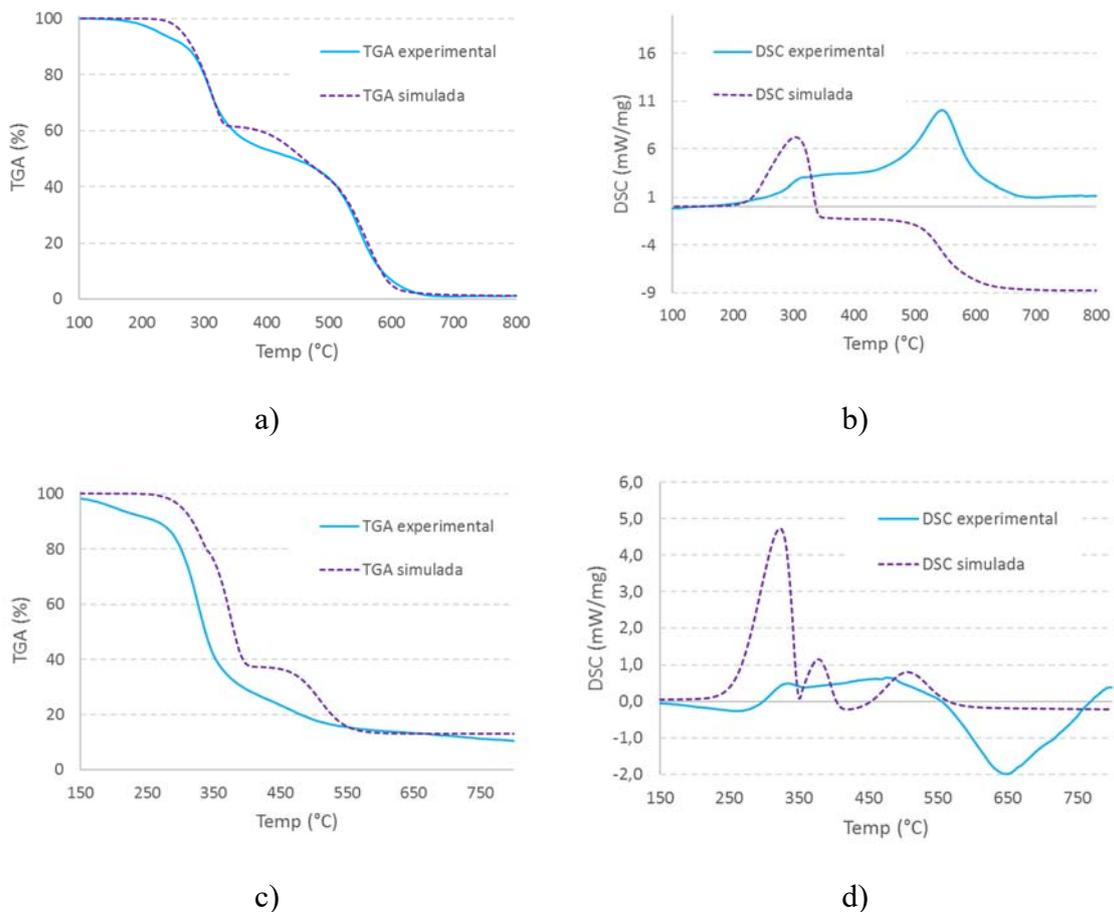 100
80
60
40
20
0
TGA (%)
TGA experimental
TGA simulada
100 200 300 400 500 600 700 800
Temp (°C)
a)
16
11
6
1
-4
-9
DSC (mW/mg)
DSC experimental
DSC simulada
100 200 300 400 500 600 700 800
Temp (°C)
b)
100
80
60
40
20
0
TGA (%)
TGA experimental
TGA simulada
150 250 350 450 550 650 750
Temp (°C)
c)
6,0
5,0
4,0
3,0
2,0
1,0
0,0
-1,0
-2,0
DSC (mW/mg)
DSC experimental
DSC simulada
150 250 350 450 550 650 750
Temp (°C)
d)